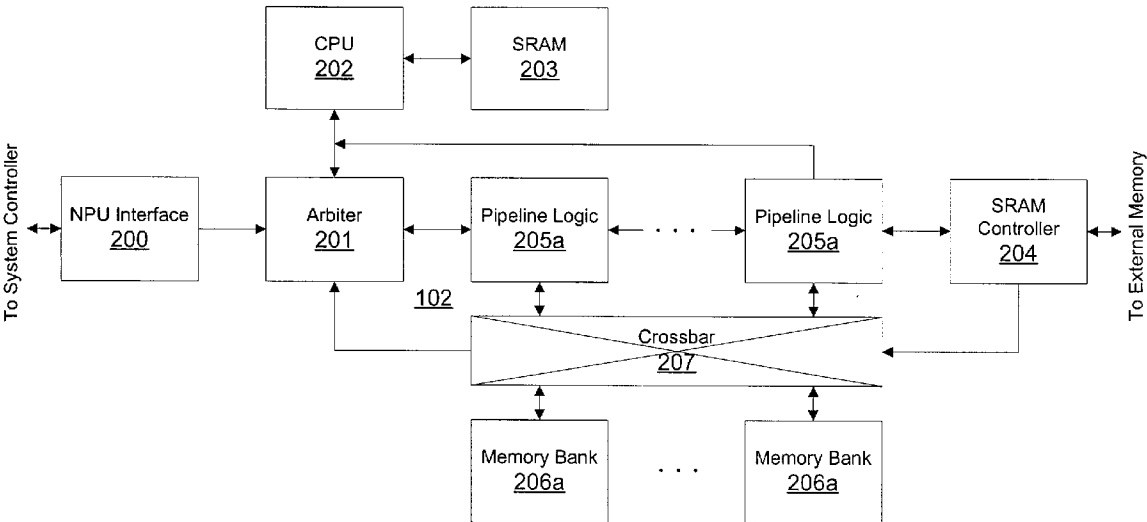 CPU
202
SRAM
203
To System Controller
NPU Interface
200
Arbiter
201
Pipeline Logic
205a
. . .
Pipeline Logic
205a
SRAM
Controller
204
To External Memory
102
Crossbar
207
Memory Bank
206a
. . .
Memory Bank
206a